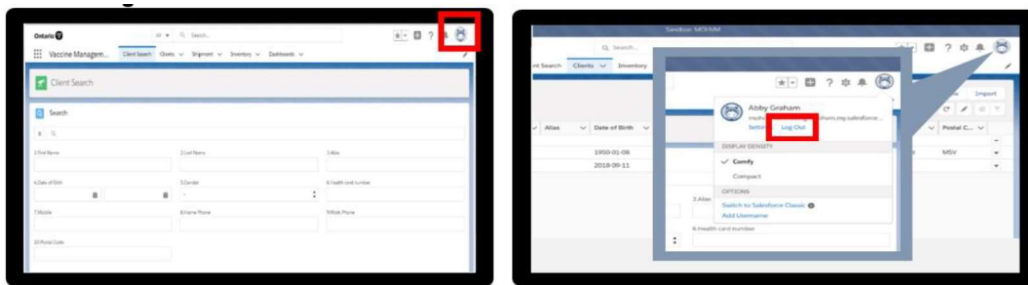 Ontario
All
Search...
Vaccine Managem...
Client Search
Clients
Shipment
Inventory
Dashboards
Client Search
Search
1.First Name
2.Last Name
3.Alias
4.Date of Birth
5.Gender
6.Health card number
7.Mobile
8.Home Phone
9.Work Phone
10.Postal Code
Sandbox: MOHMM
Search...
nt Search
Clients
Inventory
Import
Alias
Date of Birth
Postal C...
1950-01-08
M5V
2018-09-11
Abby Graham
Log Out
DISPLAY DENSITY
Comfy
Compact
OPTIONS
Switch to Salesforce Classic
Add Username
3.Alias
6.Health card number